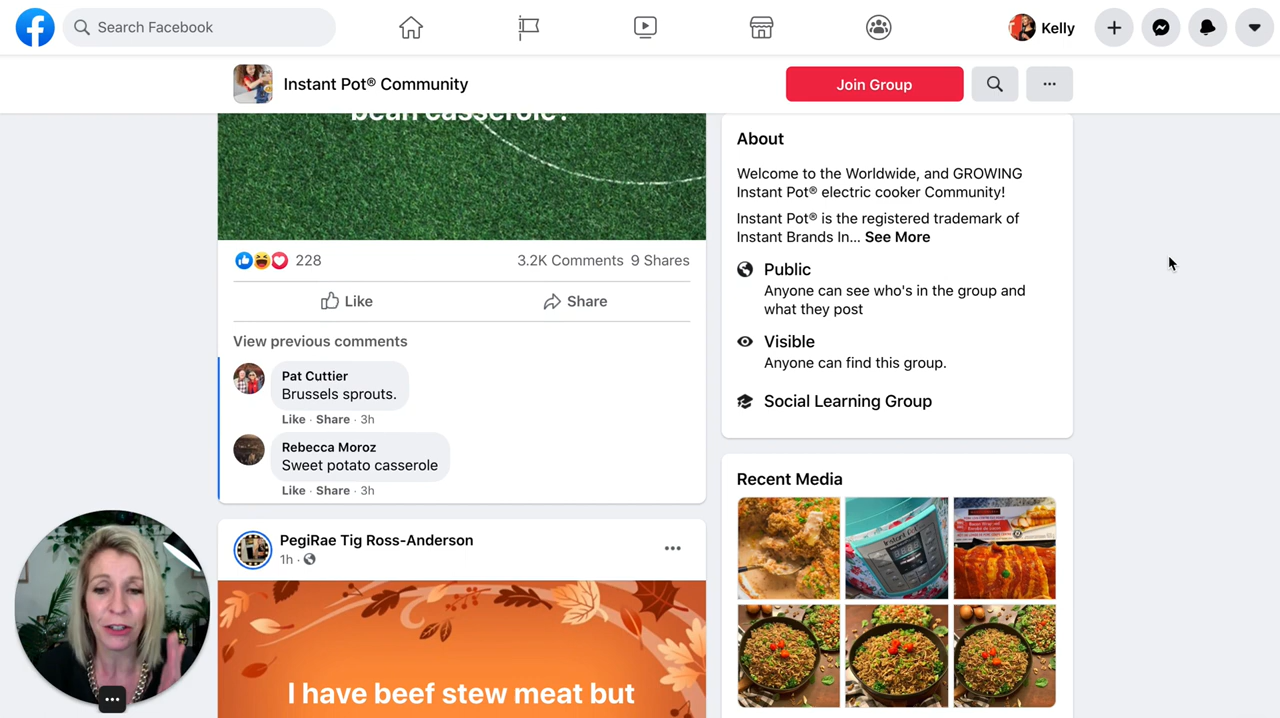 Search Facebook
Kelly
Instant Pot® Community
Join Group
bean casserole?
228
3.2K Comments 9 Shares
Like
Share
View previous comments
Pat Cuttier
Brussels sprouts.
Like · Share · 3h
Rebecca Moroz
Sweet potato casserole
Like · Share · 3h
PegiRae Tig Ross-Anderson
1h ·
I have beef stew meat but
About
Welcome to the Worldwide, and GROWING
Instant Pot® electric cooker Community!
Instant Pot® is the registered trademark of
Instant Brands In... See More
Public
Anyone can see who's in the group and
what they post
Visible
Anyone can find this group.
Social Learning Group
Recent Media
Instant Pot